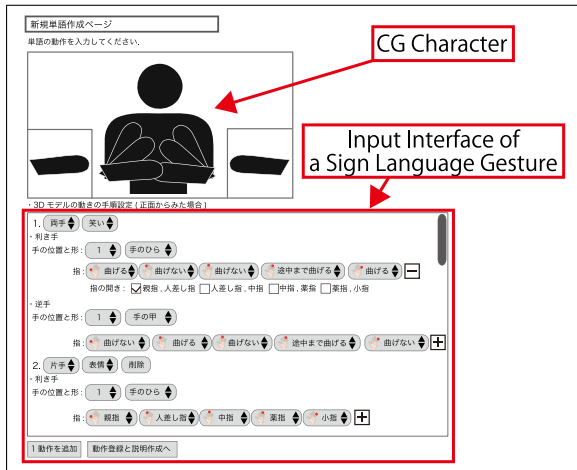 新規単語作成ページ
単語の動作を入力してください.
CG Character
Input Interface of
a Sign Language Gesture
・3D モデルの動きの手順設定 ( 正面からみた場合 )
1. 両手 笑い
・利き手
手の位置と形 : 1 手のひら
指 : 曲げる 曲げない 曲げない 途中まで曲げる 曲げる
指の開き : 親指 , 人差し指 人差し指 , 中指 中指 , 薬指 薬指 , 小指
・逆手
手の位置と形 : 1 手の甲
指 : 曲げない 曲げる 曲げない 途中まで曲げる 曲げない
2. 片手 表情 削除
・利き手
手の位置と形 : 1 手のひら
指 : 親指 人差し指 中指 薬指 小指
1 動作を追加 動作登録と説明作成へ